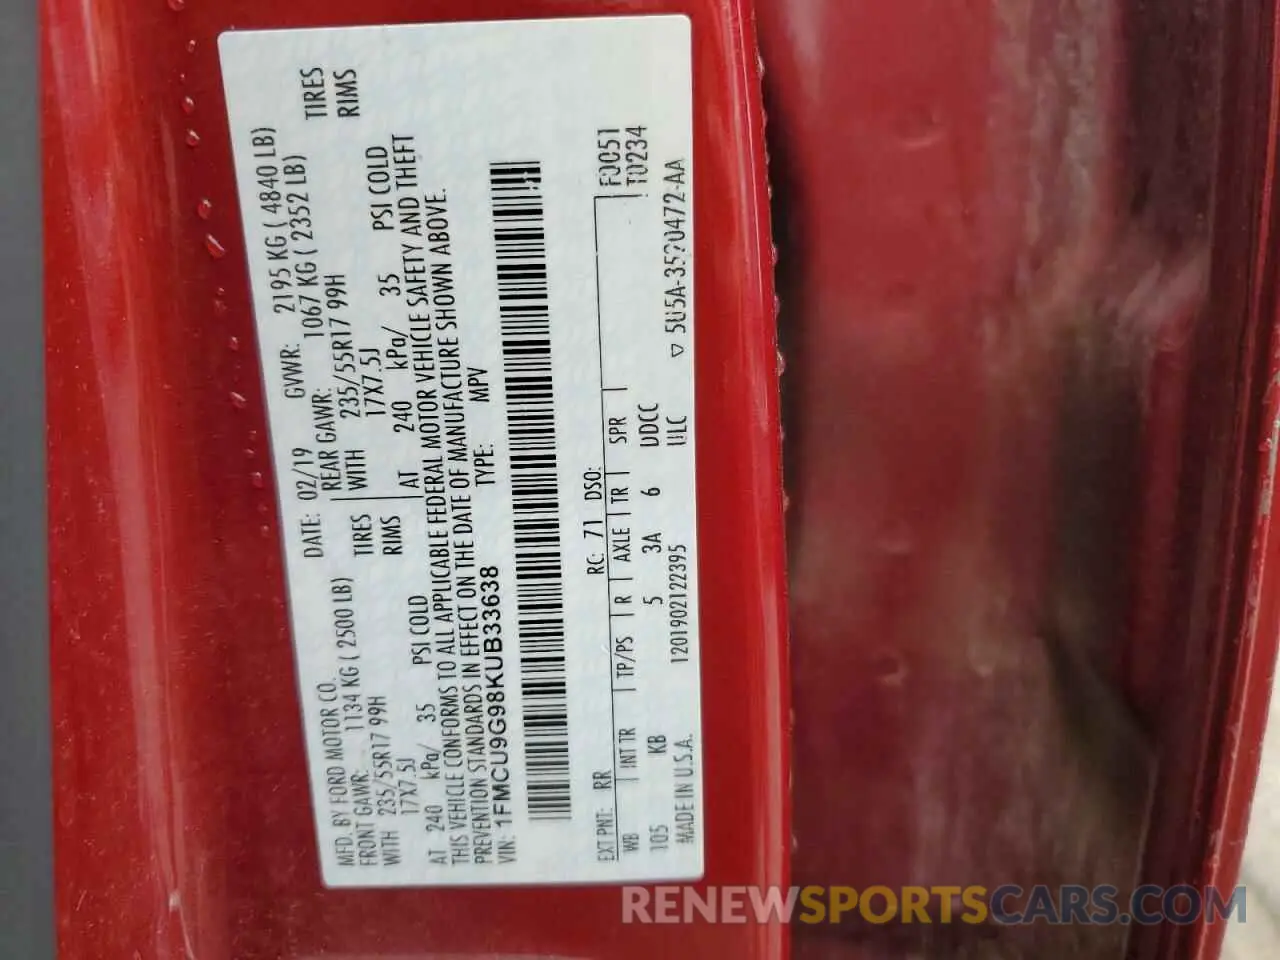 MFD. BY FORD MOTOR CO.
DATE: 02/19 GVWR: 2195 KG ( 4840 LB)
FRONT GAWR: 1134 KG ( 2500 LB) REAR GAWR: 1067 KG ( 2352 LB)
WITH 235/55R17 99H TIRES WITH 235/55R17 99H TIRES
17X7.5J RIMS 17X7.5J RIMS
AT 240 kPa/ 35 PSI COLD AT 240 kPa/ 35 PSI COLD
THIS VEHICLE CONFORMS TO ALL APPLICABLE FEDERAL MOTOR VEHICLE SAFETY AND THEFT
PREVENTION STANDARDS IN EFFECT ON THE DATE OF MANUFACTURE SHOWN ABOVE.
VIN: 1FMCU9G98KUB33638 TYPE: MPV
EXT PNT: RR RC: 71 DSO: F0051
WB INT TR TP/PS R AXLE TR SPR T0234
105 KB 5 3A 6 UDCC
MADE IN U.S.A. 1201902122395 ULC ▽ 5U5A-3520472-AA
RENEWSPORTSCARS.COM